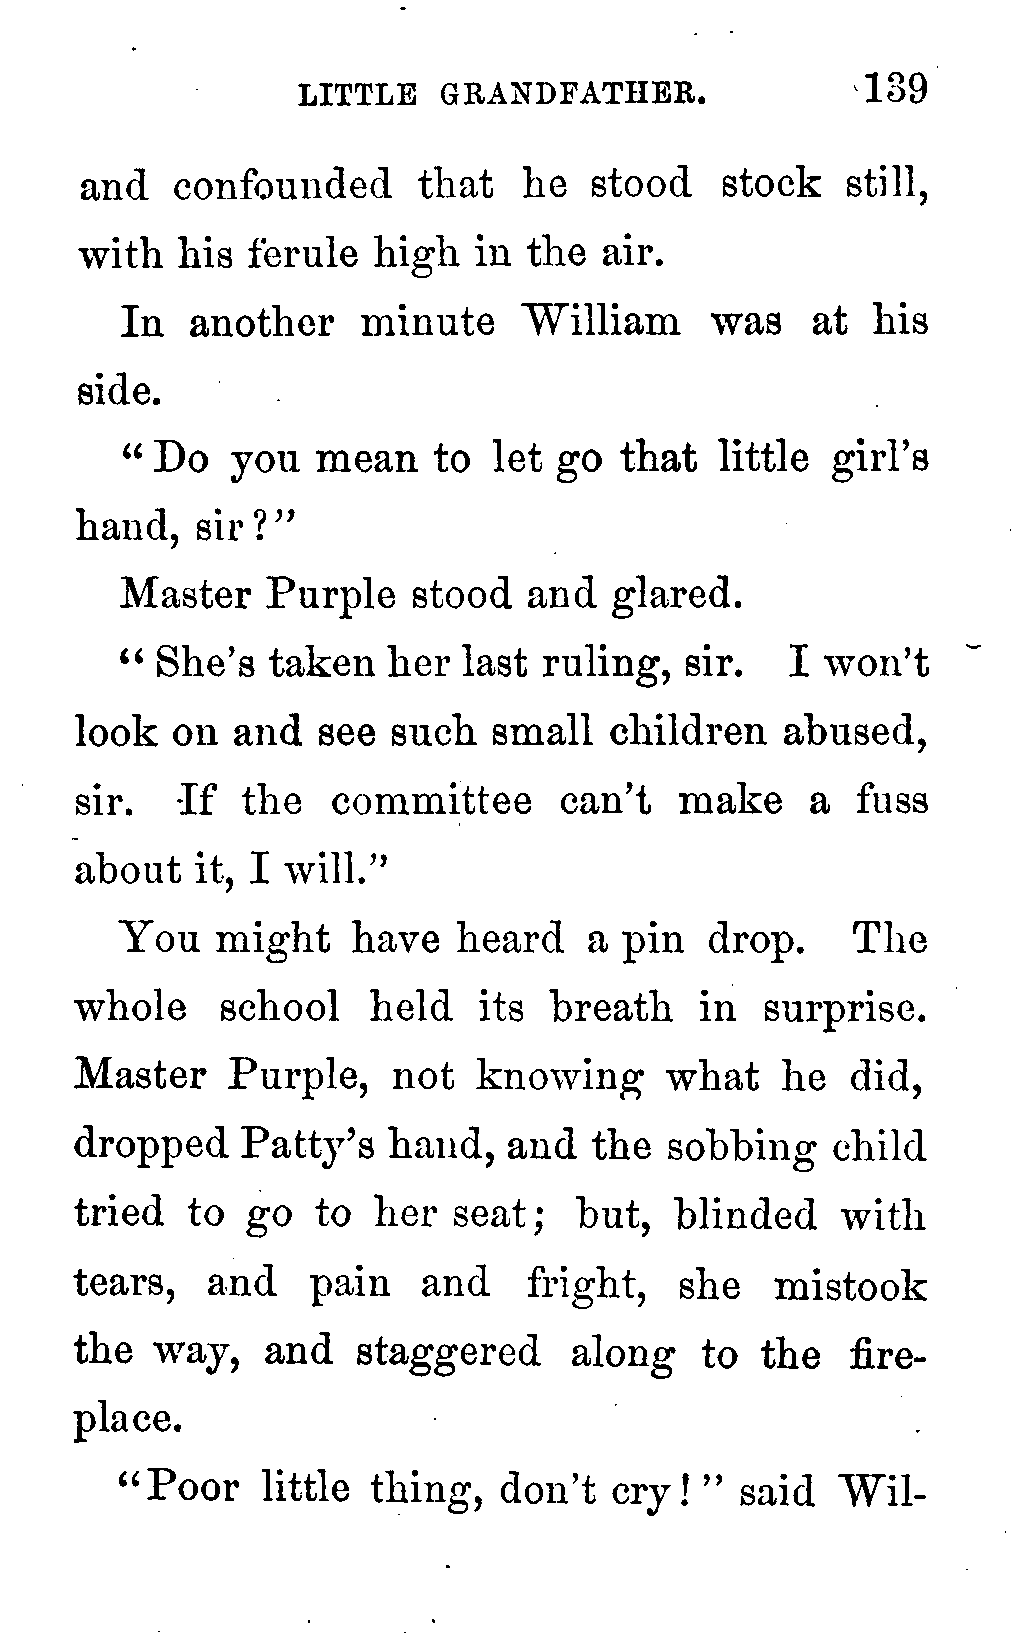 LITTLE GRANDFATHER. 139
and confounded that he stood stock still,
with his ferule high in the air.
In another minute William was at his
side.
“Do you mean to let go that little girl's
hand, sir?”
Master Purple stood and glared.
“She's taken her last ruling, sir. I won't
look on and see such small children abused,
sir. If the committee can't make a fuss
about it, I will.”
You might have heard a pin drop. The
whole school held its breath in surprise.
Master Purple, not knowing what he did,
dropped Patty's hand, and the sobbing child
tried to go to her seat; but, blinded with
tears, and pain and fright, she mistook
the way, and staggered along to the fire-
place.
“Poor little thing, don't cry!” said Wil-